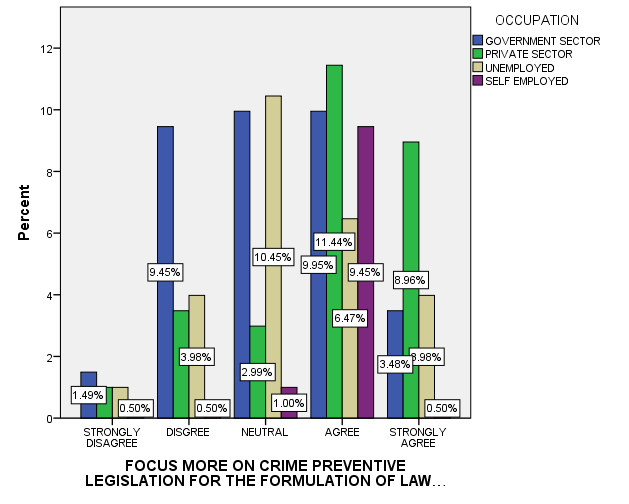 OCCUPATION
GOVERNMENT SECTOR
PRIVATE SECTOR
UNEMPLOYED
SELF EMPLOYED
Percent
12
10
8
6
4
2
0
1.49%
0.50%
9.45%
3.98%
0.50%
10.45%
2.99%
1.00%
11.44%
9.95%
9.45%
6.47%
8.96%
3.48%
3.98%
0.50%
STRONGLY
DISAGREE
DISGREE
NEUTRAL
AGREE
STRONGLY
AGREE
FOCUS MORE ON CRIME PREVENTIVE
LEGISLATION FOR THE FORMULATION OF LAW...